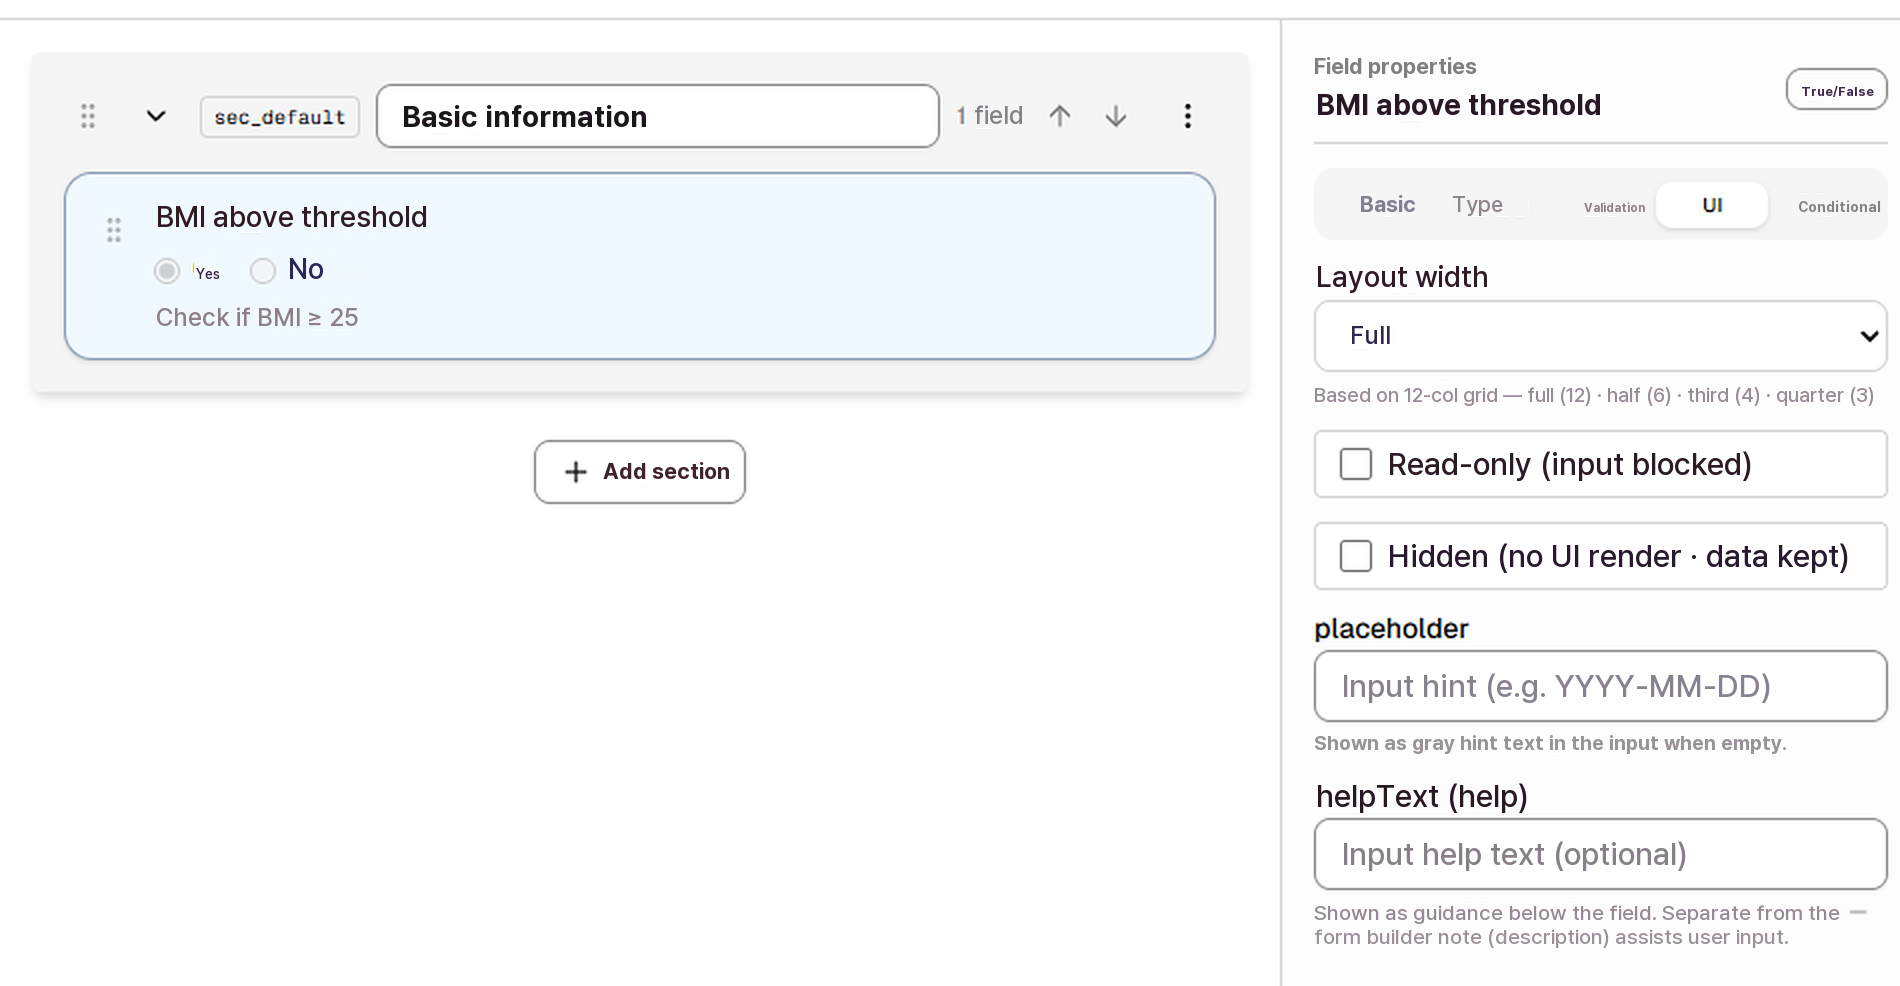 sec_default
Basic information
1 field
BMI above threshold
Yes
No
Check if BMI ≥ 25
Add section
Field properties
BMI above threshold
True/False
Basic
Type
Validation
UI
Conditional
Layout width
Full
Based on 12-col grid — full (12) · half (6) · third (4) · quarter (3)
Read-only (input blocked)
Hidden (no UI render · data kept)
placeholder
Input hint (e.g. YYYY-MM-DD)
Shown as gray hint text in the input when empty.
helpText (help)
Input help text (optional)
Shown as guidance below the field. Separate from the —
form builder note (description) assists user input.